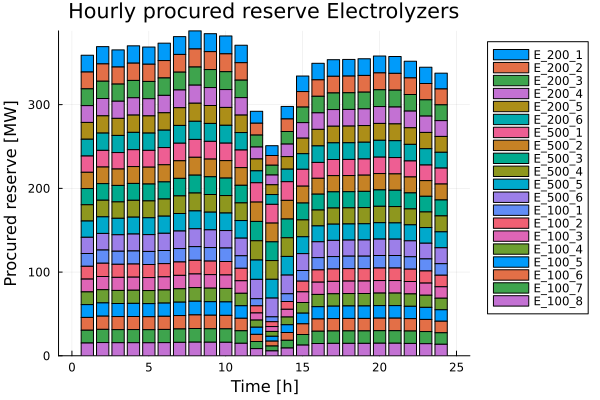 Hourly procured reserve Electrolyzers
Procured reserve [MW]
300
200
100
0
0 5 10 15 20 25
Time [h]
E_200_1
E_200_2
E_200_3
E_200_4
E_200_5
E_200_6
E_500_1
E_500_2
E_500_3
E_500_4
E_500_5
E_500_6
E_100_1
E_100_2
E_100_3
E_100_4
E_100_5
E_100_6
E_100_7
E_100_8